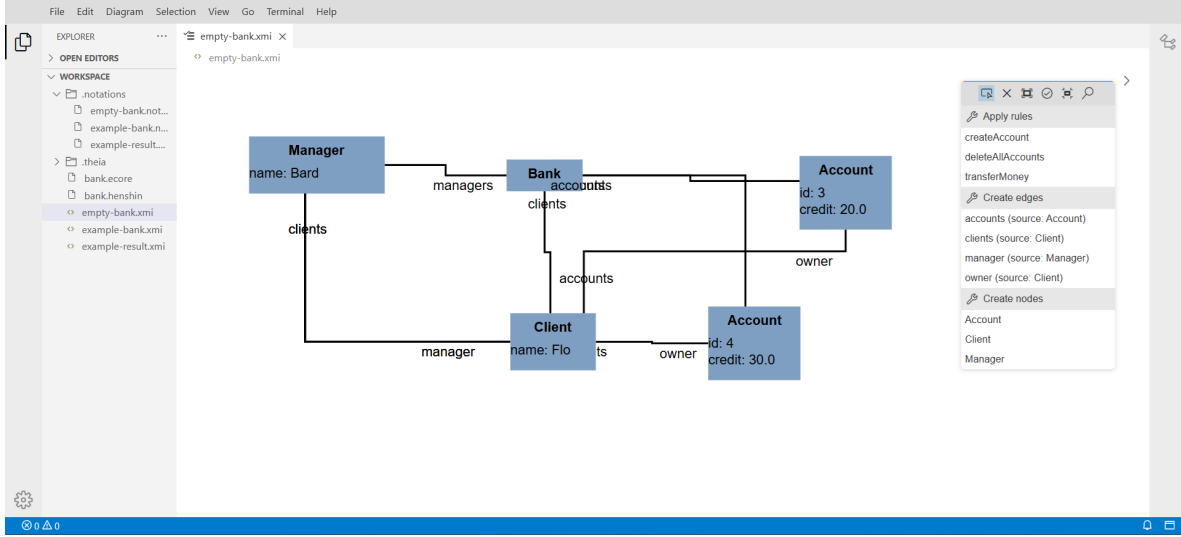 File Edit Diagram Selection View Go Terminal Help
EXPLORER
OPEN EDITORS
WORKSPACE
.notations
empty-bank.not...
example-bank.n...
example-result....
.theia
bank.ecore
bank.henshin
empty-bank.xmi
example-bank.xmi
example-result.xmi
empty-bank.xmi
empty-bank.xmi
Manager
name: Bard
managers
Bank
accounts
clients
Account
id: 3
credit: 20.0
clients
owner
accounts
Client
name: Flo
manager
ts
owner
Account
id: 4
credit: 30.0
Apply rules
createAccount
deleteAllAccounts
transferMoney
Create edges
accounts (source: Account)
clients (source: Client)
manager (source: Manager)
owner (source: Client)
Create nodes
Account
Client
Manager
0 0